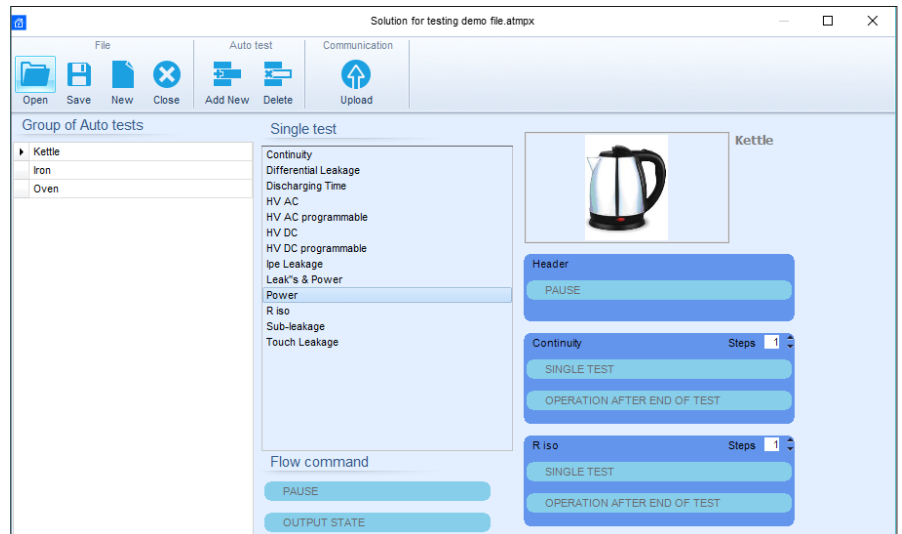 Solution for testing demo file.atmpx
File
Auto test
Communication
Open
Save
New
Close
Add New
Delete
Upload
Group of Auto tests
Kettle
Iron
Oven
Single test
Continuity
Differential Leakage
Discharging Time
HV AC
HV AC programmable
HV DC
HV DC programmable
Ipe Leakage
Leak"s & Power
Power
R iso
Sub-leakage
Touch Leakage
Flow command
PAUSE
OUTPUT STATE
Kettle
Header
PAUSE
Continuity Steps 1
SINGLE TEST
OPERATION AFTER END OF TEST
R iso Steps 1
SINGLE TEST
OPERATION AFTER END OF TEST